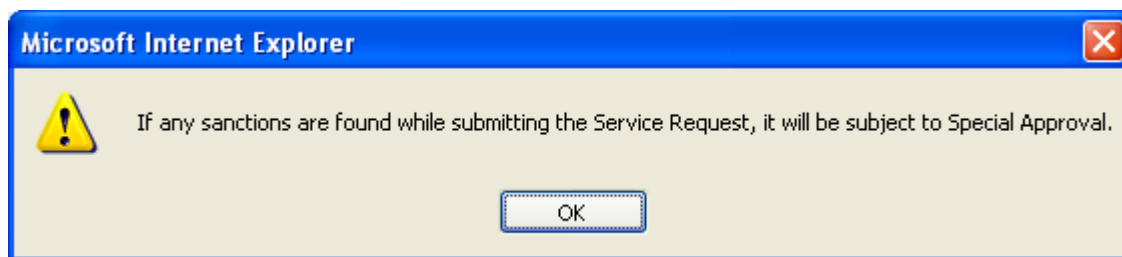 Microsoft Internet Explorer
If any sanctions are found while submitting the Service Request, it will be subject to Special Approval.
OK